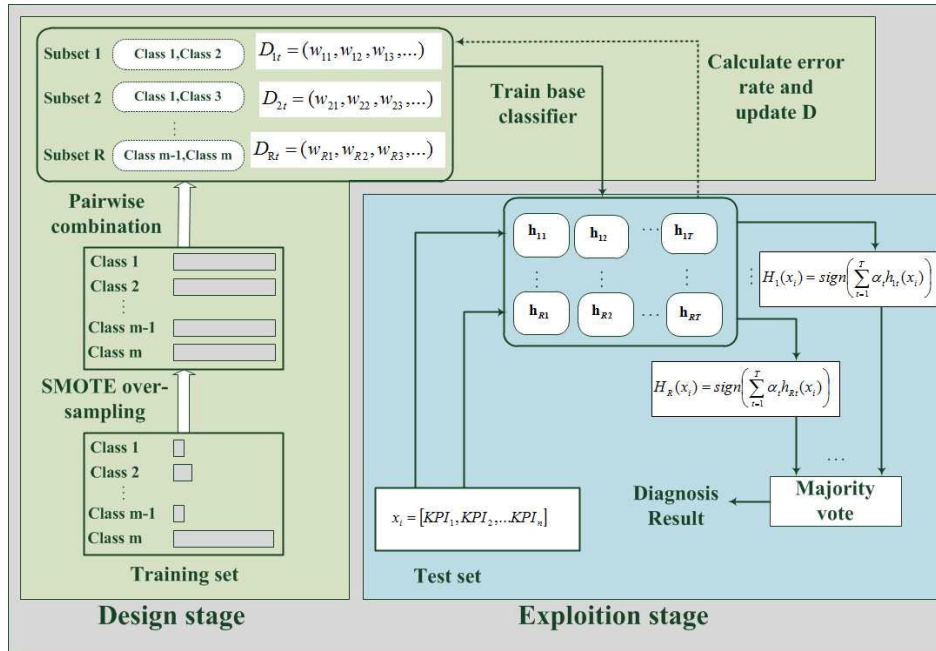 Subset 1
Class 1,Class 2
D_{1t} = (w_{11}, w_{12}, w_{13},...)
Subset 2
Class 1,Class 3
D_{2t} = (w_{21}, w_{22}, w_{23},...)
⋮
Subset R
Class m-1,Class m
D_{Rt} = (w_{R1}, w_{R2}, w_{R3},...)
Train base
classifier
Calculate error
rate and
update D
Pairwise
combination
Class 1
Class 2
⋮
Class m-1
Class m
SMOTE over-
sampling
Class 1
Class 2
⋮
Class m-1
Class m
Training set
Design stage
h_{11} h_{12} ··· h_{1T}
⋮ ⋮ ⋮
h_{R1} h_{R2} ··· h_{RT}
⋮
H_1(x_i) = sign(∑_{t=1}^{T} α_t h_{1t}(x_i))
H_R(x_i) = sign(∑_{t=1}^{T} α_t h_{Rt}(x_i))
···
Majority
vote
Diagnosis
Result
x_i = [KPI_1, KPI_2,...KPI_n]
Test set
Exploition stage